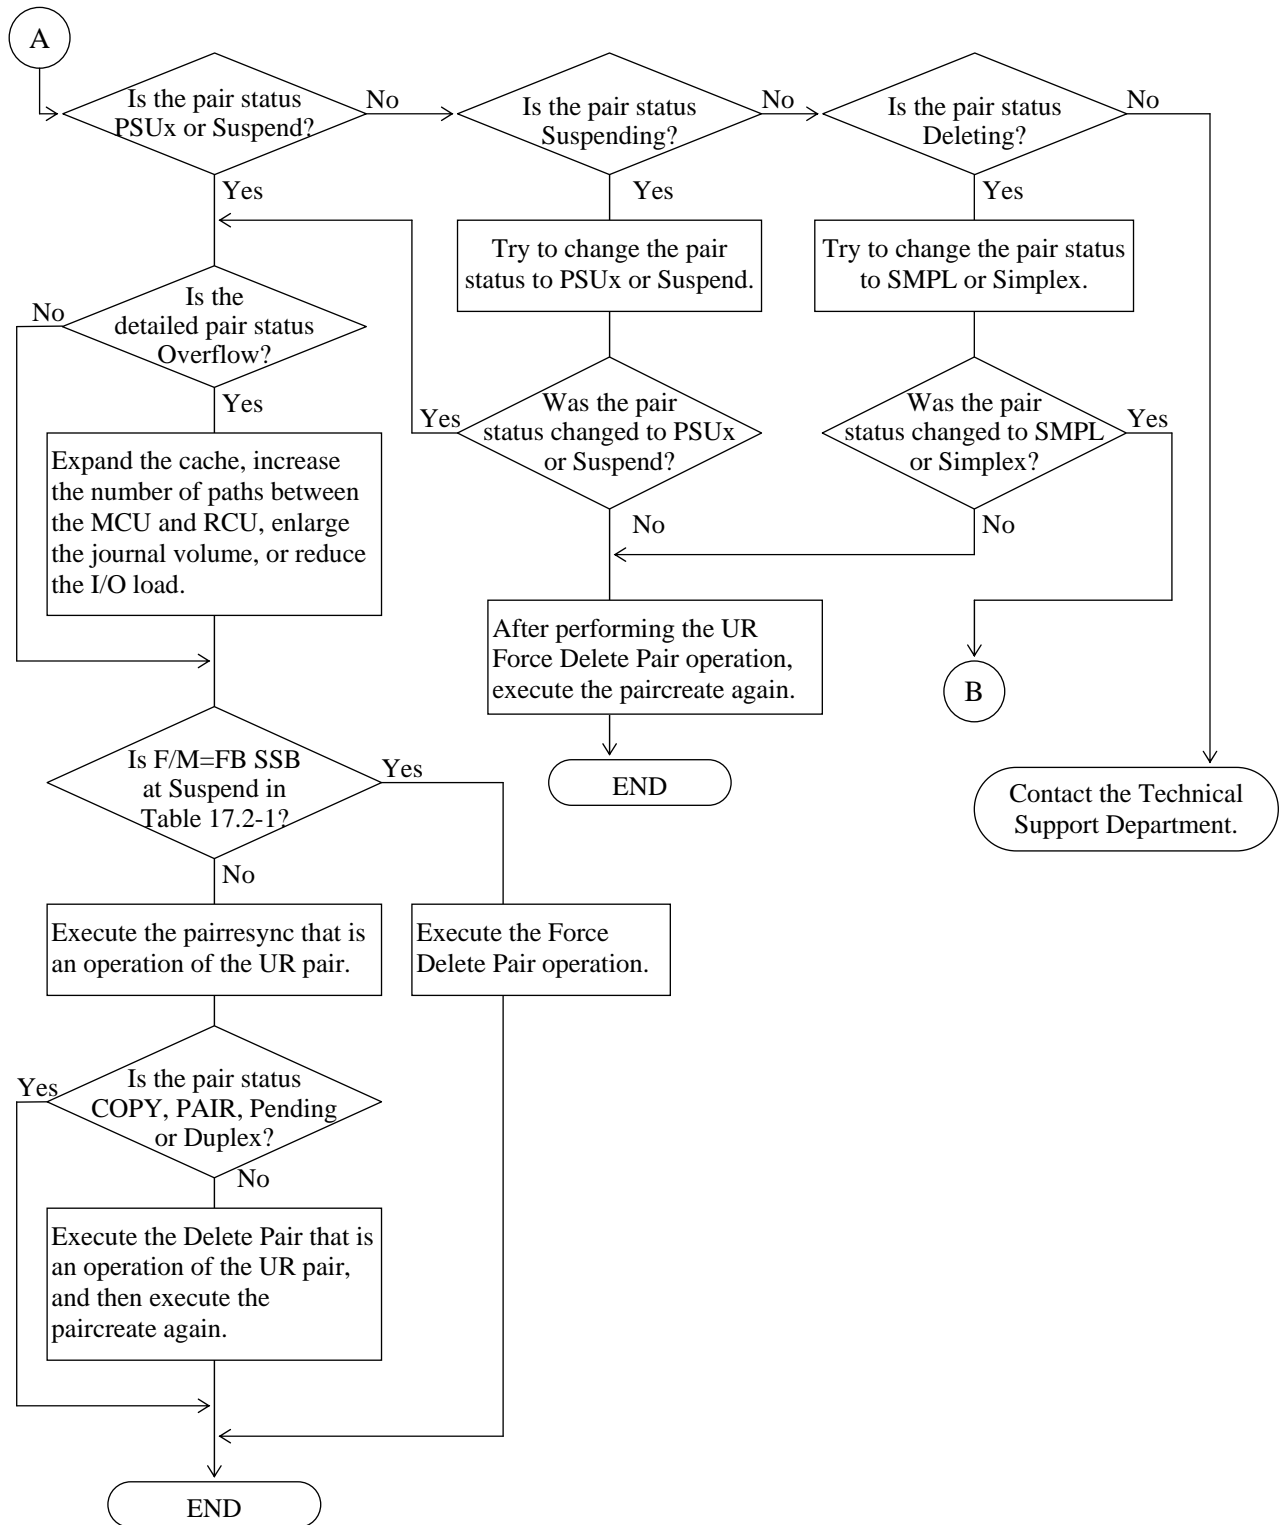 A
Is the pair status
PSUx or Suspend?
No
Is the pair status
Suspending?
No
Is the pair status
Deleting?
No
Yes
Yes
Yes
Try to change the pair
status to PSUx or Suspend.
Try to change the pair status
to SMPL or Simplex.
No
Is the
detailed pair status
Overflow?
Yes
Yes
Was the pair
status changed to PSUx
or Suspend?
Was the pair
status changed to SMPL
or Simplex?
Yes
Expand the cache, increase
the number of paths between
the MCU and RCU, enlarge
the journal volume, or reduce
the I/O load.
No
No
After performing the UR
Force Delete Pair operation,
execute the paircreate again.
B
END
Contact the Technical
Support Department.
Is F/M=FB SSB
at Suspend in
Table 17.2-1?
Yes
No
Execute the pairresync that is
an operation of the UR pair.
Execute the Force
Delete Pair operation.
Yes
Is the pair status
COPY, PAIR, Pending
or Duplex?
No
Execute the Delete Pair that is
an operation of the UR pair,
and then execute the
paircreate again.
END